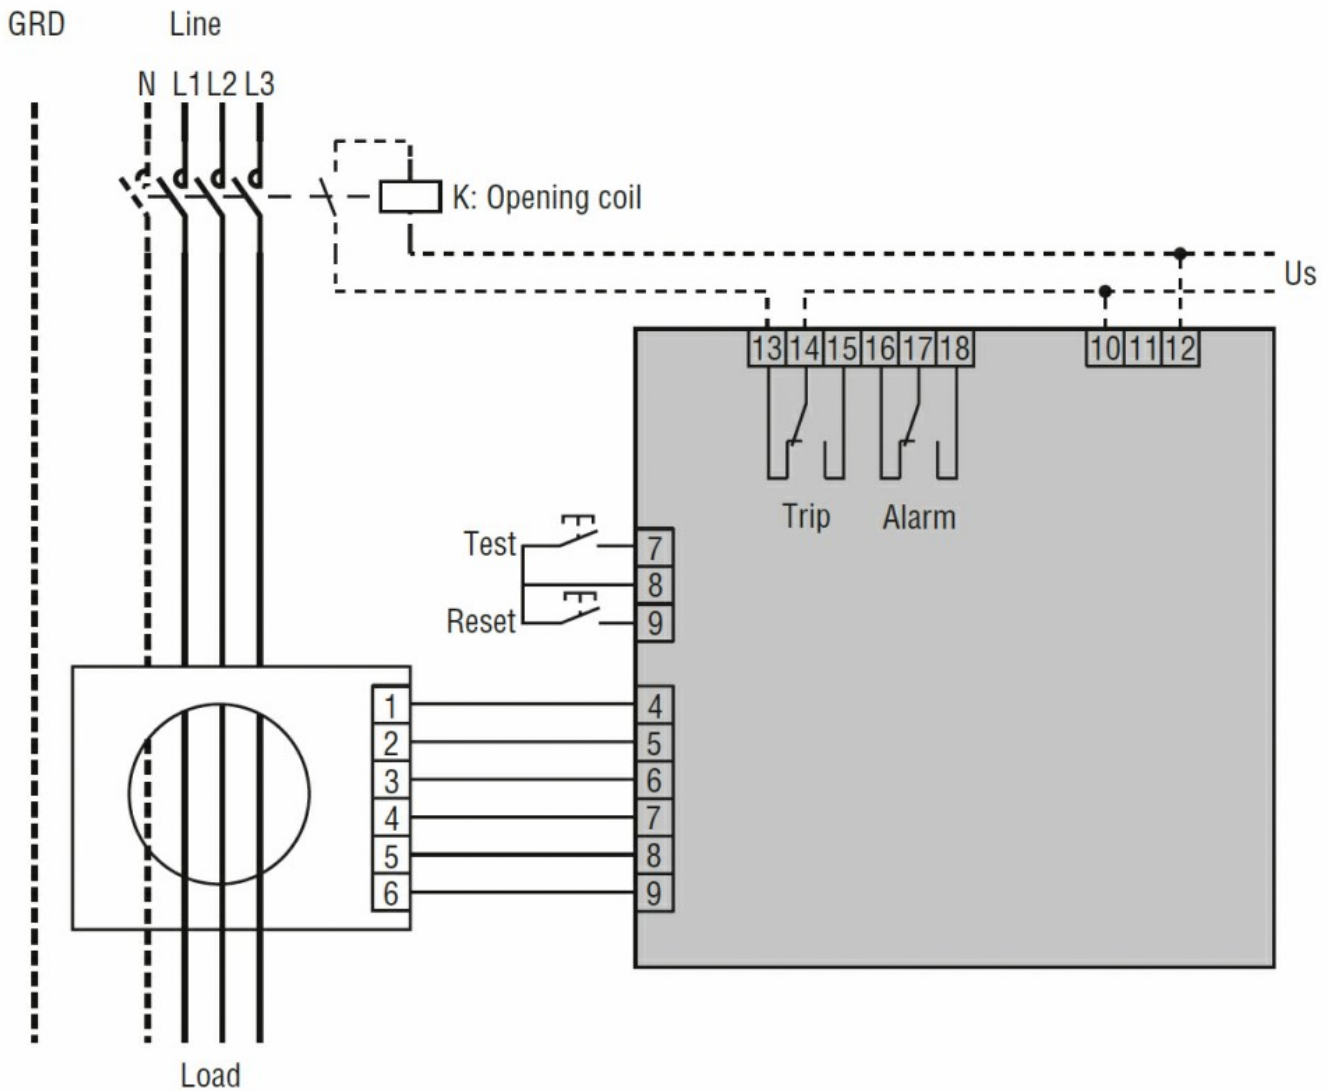 GRD Line
N L1 L2 L3
K: Opening coil
Us
13 14 15 16 17 18 10 11 12
Trip Alarm
Test 7
8
Reset 9
1 4
2 5
3 6
4 7
5 8
6 9
Load